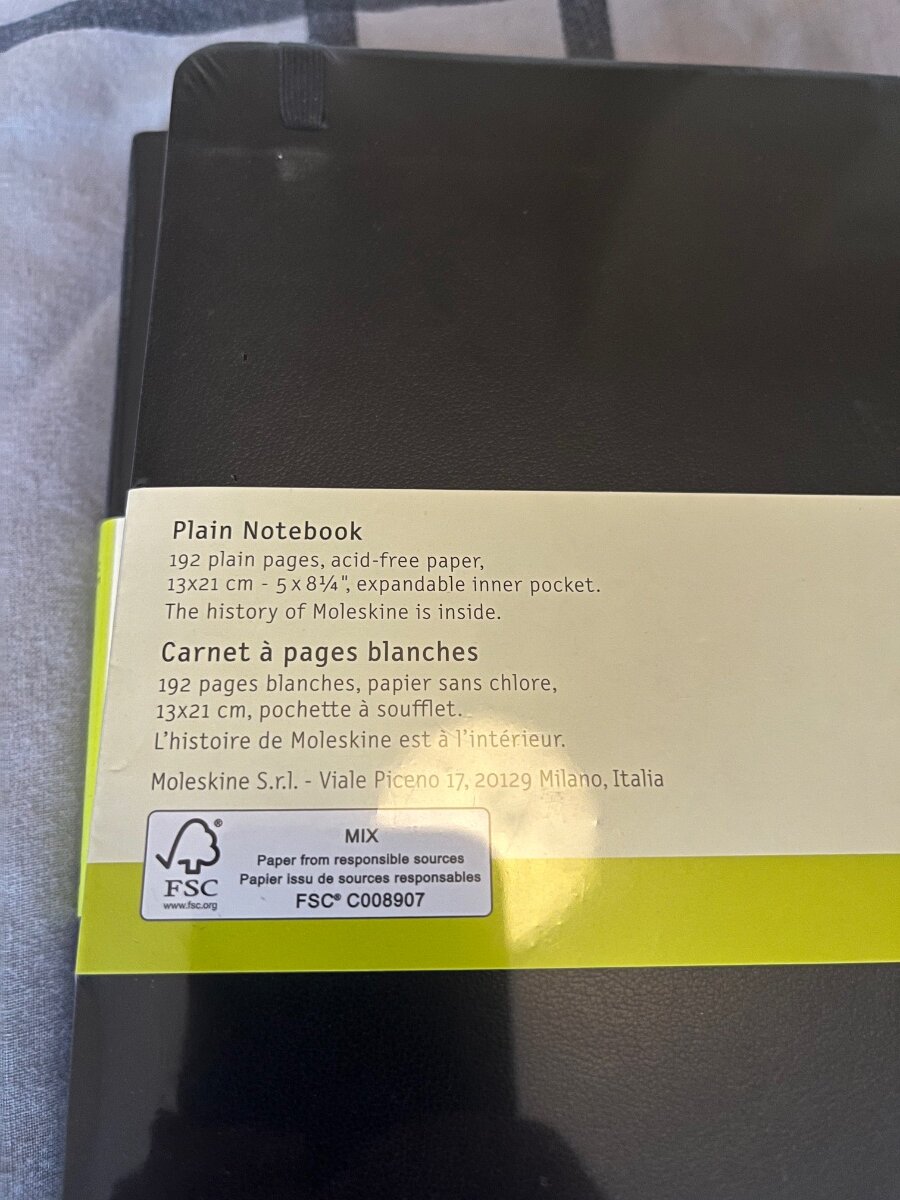 Plain Notebook
192 plain pages, acid-free paper,
13x21 cm - 5 x 8¼", expandable inner pocket.
The history of Moleskine is inside.
Carnet à pages blanches
192 pages blanches, papier sans chlore,
13x21 cm, pochette à soufflet.
L'histoire de Moleskine est à l'intérieur.
Moleskine S.r.l. - Viale Piceno 17, 20129 Milano, Italia
®
FSC
www.fsc.org
MIX
Paper from responsible sources
Papier issu de sources responsables
FSC® C008907